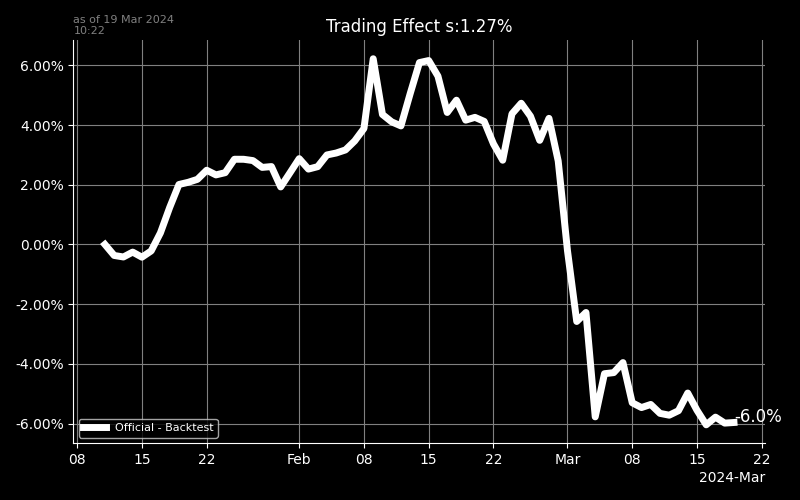 as of 19 Mar 2024
10:22
Trading Effect s:1.27%
6.00%
4.00%
2.00%
0.00%
-2.00%
-4.00%
-6.00%
-6.0%
Official - Backtest
08 15 22 Feb 08 15 22 Mar 08 15 22
2024-Mar